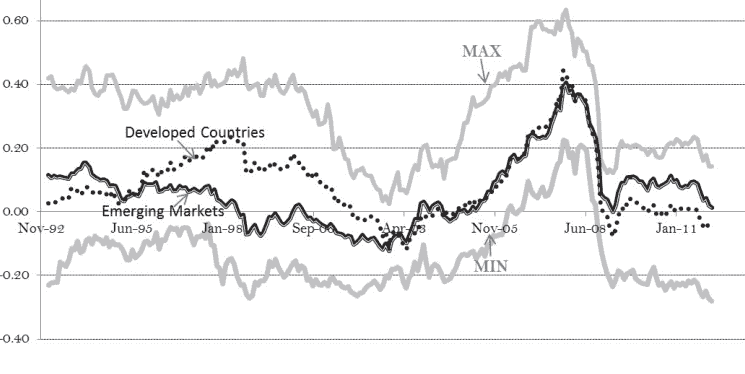 0.60
MAX
0.40
Developed Countries
0.20
Emerging Markets
0.00
Nov-92 Jun-95 Jan-98 Sep-00 Apr-03 Nov-05 Jun-08 Jan-11
MIN
-0.20
-0.40